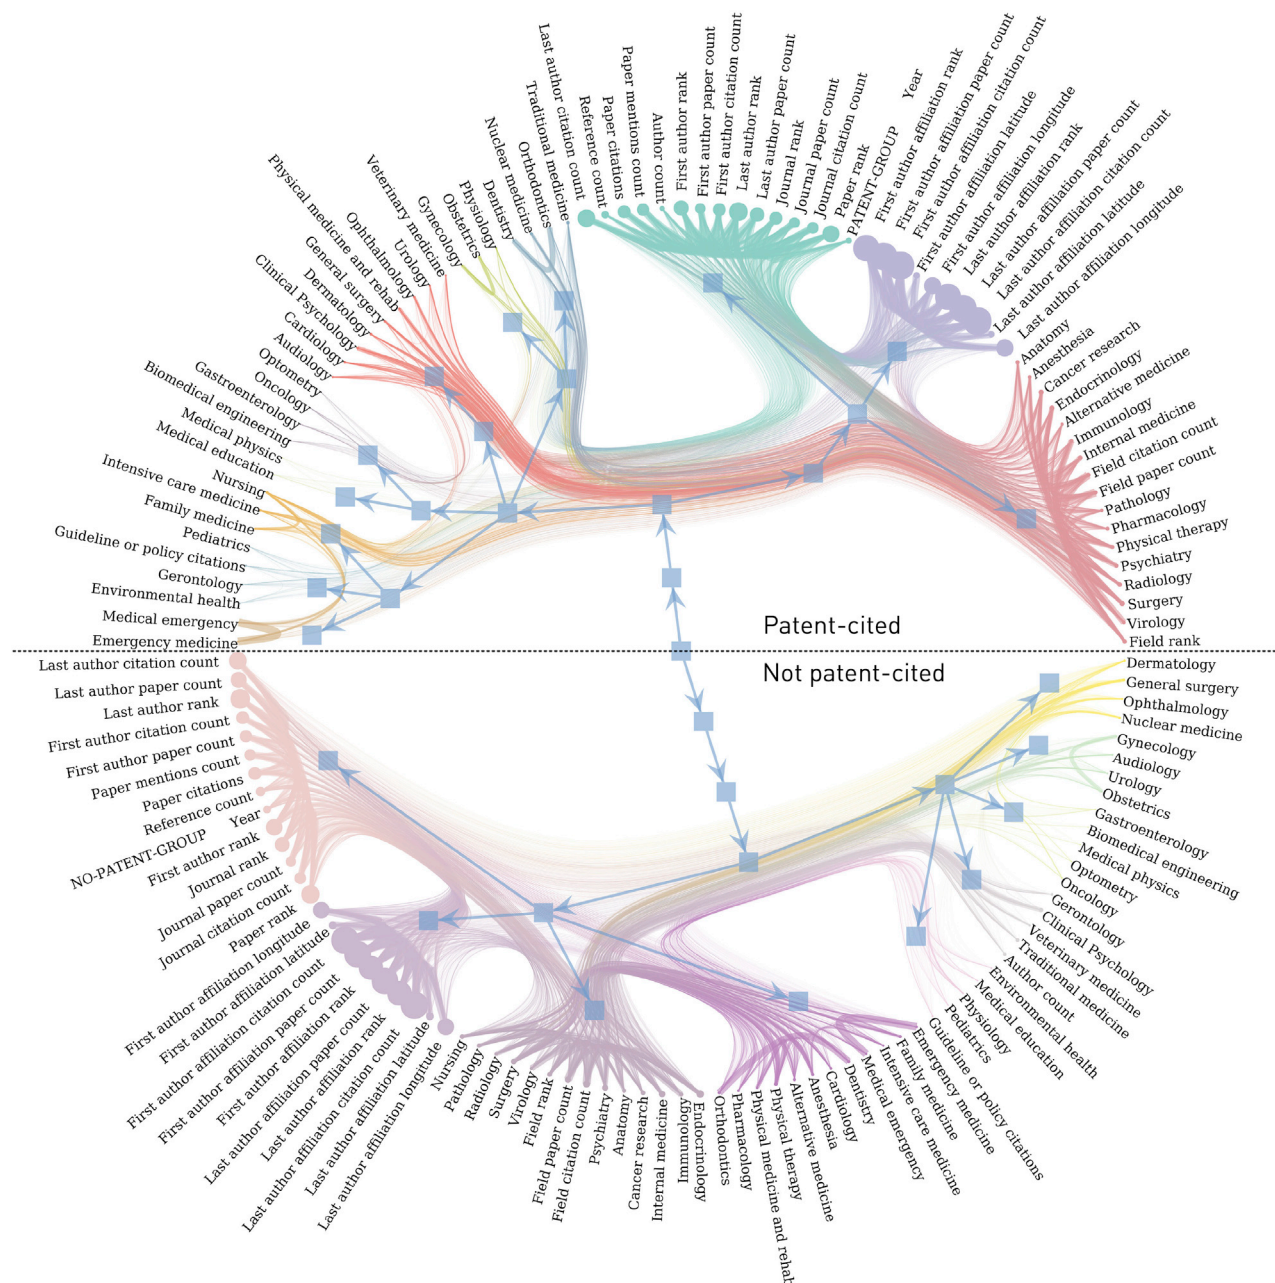 Last author citation count
Reference count
Paper citations
Paper mentions count
Author count
First author rank
First author paper count
First author citation count
Last author rank
Last author paper count
Journal rank
Journal paper count
Journal citation count
Paper rank
PATENT-GROUP
Year
First author affiliation rank
First author affiliation paper count
First author affiliation citation count
First author affiliation latitude
First author affiliation longitude
Last author affiliation rank
Last author affiliation paper count
Last author affiliation citation count
Last author affiliation latitude
Last author affiliation longitude
Anatomy
Anesthesia
Cancer research
Endocrinology
Alternative medicine
Immunology
Internal medicine
Field citation count
Field paper count
Pathology
Pharmacology
Physical therapy
Psychiatry
Radiology
Surgery
Virology
Field rank
Traditional medicine
Orthodontics
Nuclear medicine
Dentistry
Physiology
Obstetrics
Gynecology
Veterinary medicine
Urology
Ophthalmology
Physical medicine and rehab
General surgery
Dermatology
Clinical Psychology
Cardiology
Audiology
Optometry
Oncology
Gastroenterology
Biomedical engineering
Medical physics
Medical education
Nursing
Intensive care medicine
Family medicine
Pediatrics
Guideline or policy citations
Gerontology
Environmental health
Medical emergency
Emergency medicine
Patent-cited
Not patent-cited
Last author citation count
Last author paper count
Last author rank
First author citation count
First author paper count
Paper mentions count
Paper citations
Reference count
Year
NO-PATENT-GROUP
First author rank
Journal rank
Journal paper count
Journal citation count
Paper rank
First author affiliation longitude
First author affiliation latitude
First author affiliation citation count
First author affiliation paper count
First author affiliation rank
Last author affiliation paper count
Last author affiliation rank
Last author affiliation citation count
Last author affiliation latitude
Last author affiliation longitude
Nursing
Pathology
Radiology
Surgery
Virology
Field rank
Field paper count
Field citation count
Psychiatry
Anatomy
Cancer research
Internal medicine
Immunology
Endocrinology
Orthodontics
Pharmacology
Physical medicine and rehab
Physical therapy
Alternative medicine
Anesthesia
Cardiology
Dentistry
Medical emergency
Intensive care medicine
Family medicine
Emergency medicine
Guideline or policy citations
Pediatrics
Physiology
Medical education
Environmental health
Author count
Traditional medicine
Veterinary medicine
Clinical Psychology
Gerontology
Oncology
Optometry
Medical physics
Biomedical engineering
Gastroenterology
Obstetrics
Urology
Audiology
Gynecology
Nuclear medicine
Ophthalmology
General surgery
Dermatology